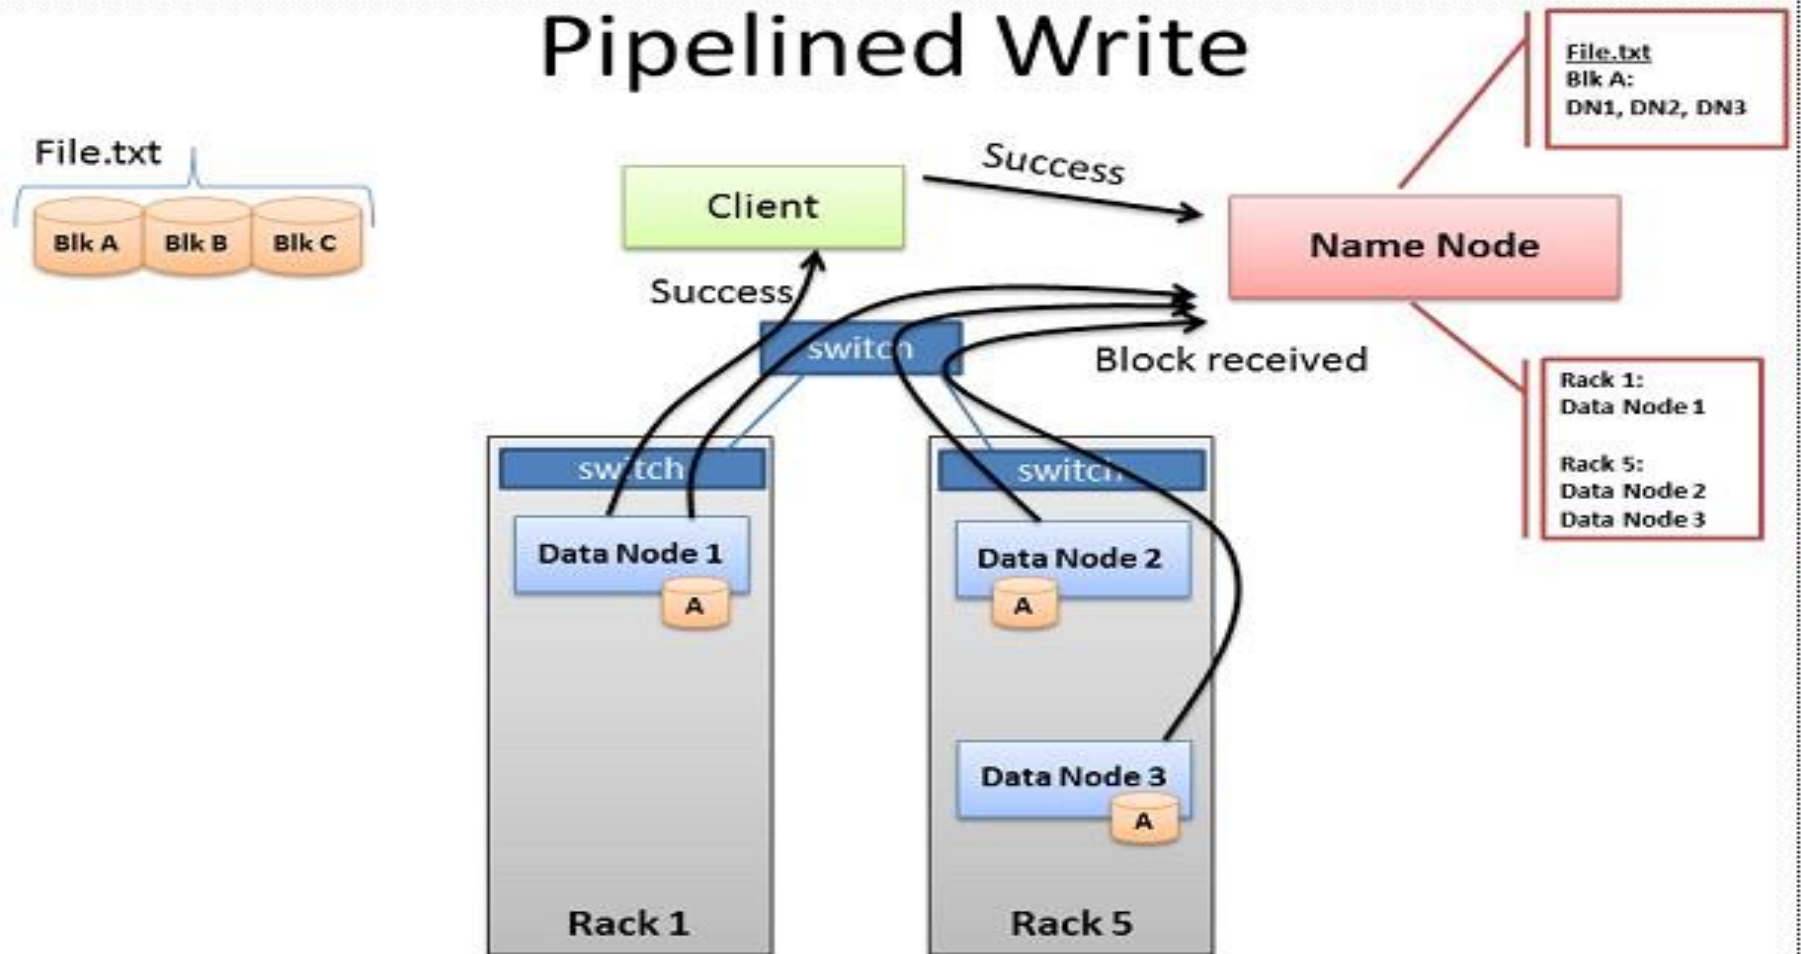 Pipelined Write
File.txt
Blk A:
DN1, DN2, DN3
File.txt
Blk A Blk B Blk C
Client
Success
Name Node
Success
switch
Block received
Rack 1:
Data Node 1
Rack 5:
Data Node 2
Data Node 3
switch
switch
Data Node 1
A
Data Node 2
A
Data Node 3
A
Rack 1
Rack 5